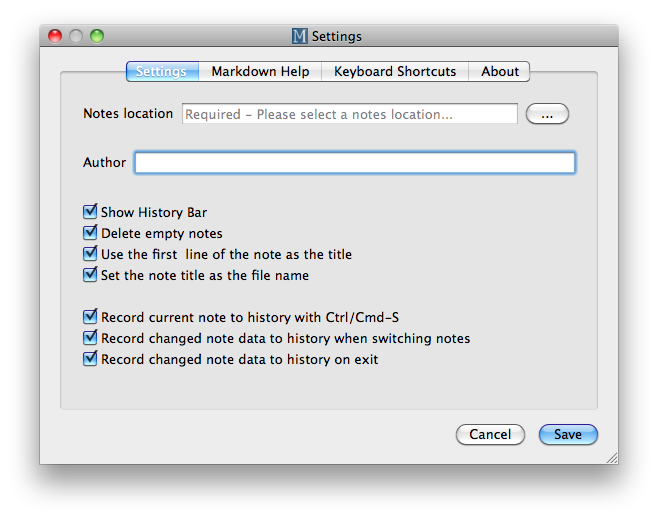 M Settings
Settings Markdown Help Keyboard Shortcuts About
Notes location Required - Please select a notes location... ...
Author
Show History Bar
Delete empty notes
Use the first  line of the note as the title
Set the note title as the file name
Record current note to history with Ctrl/Cmd-S
Record changed note data to history when switching notes
Record changed note data to history on exit
Cancel Save